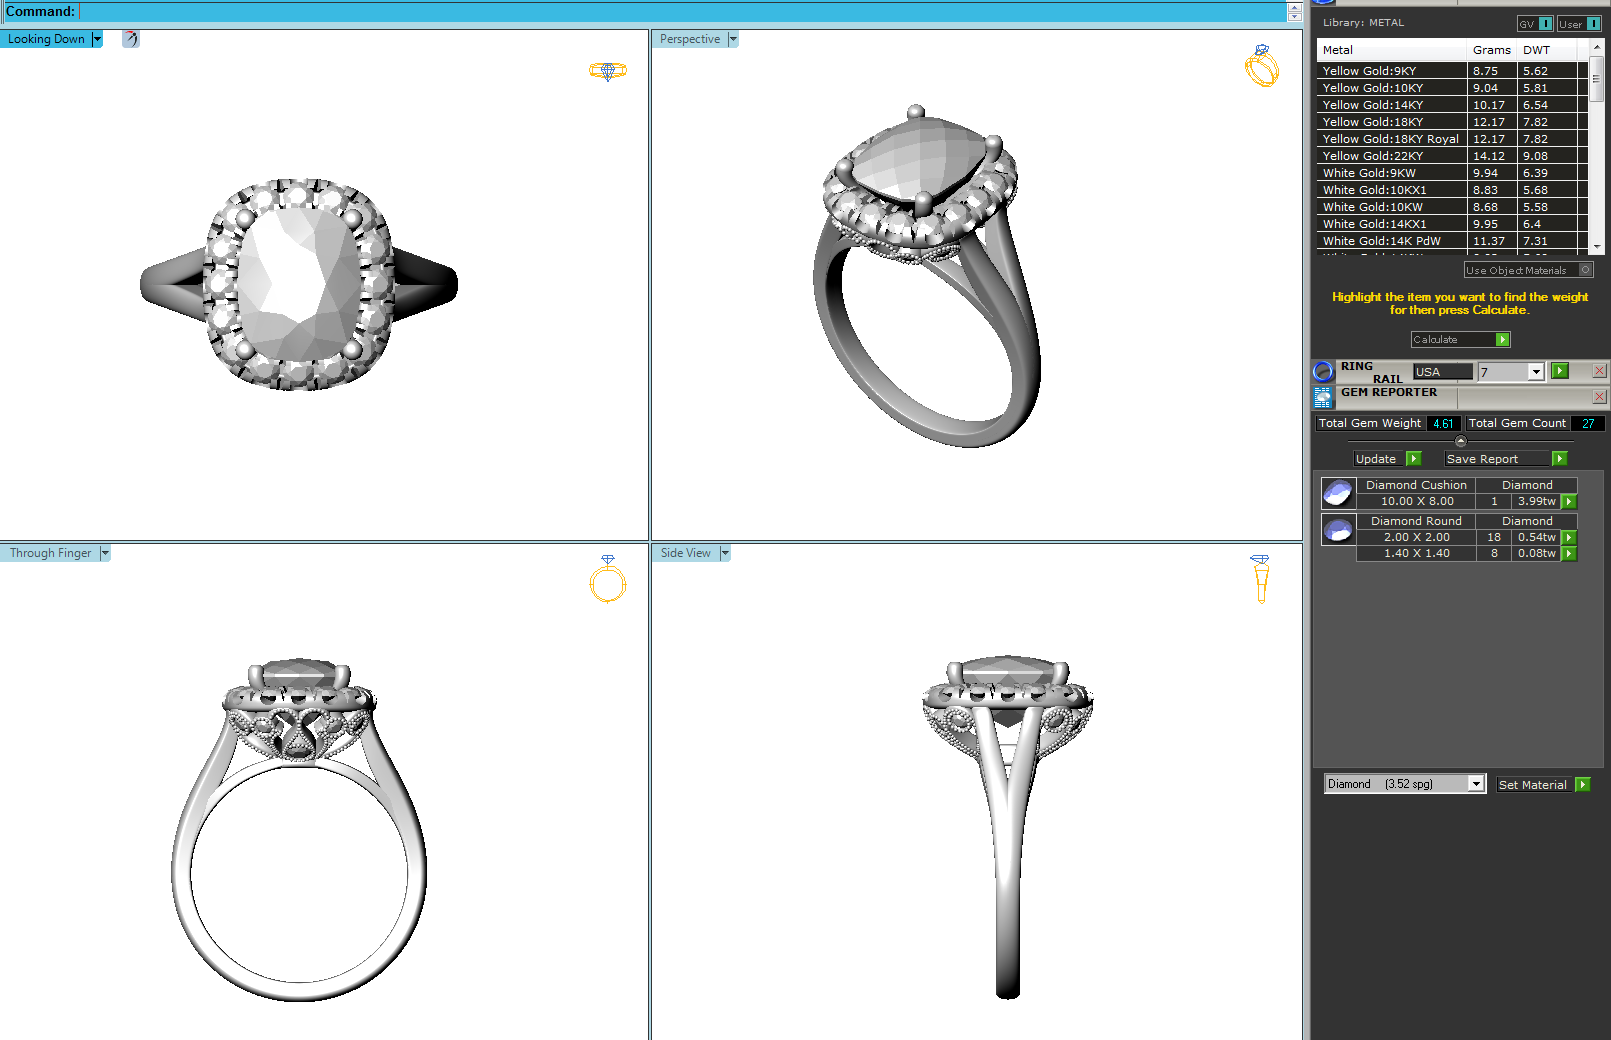 Command:
Looking Down
Perspective
Through Finger
Side View
Library: METAL
GV I User I
Metal Grams DWT
Yellow Gold:9KY 8.75 5.62
Yellow Gold:10KY 9.04 5.81
Yellow Gold:14KY 10.17 6.54
Yellow Gold:18KY 12.17 7.82
Yellow Gold:18KY Royal 12.17 7.82
Yellow Gold:22KY 14.12 9.08
White Gold:9KW 9.94 6.39
White Gold:10KX1 8.83 5.68
White Gold:10KW 8.68 5.58
White Gold:14KX1 9.95 6.4
White Gold:14K PdW 11.37 7.31
Use Object Materials
Highlight the item you want to find the weight
for then press Calculate.
Calculate
RING
RAIL USA 7
GEM REPORTER
Total Gem Weight 4.61 Total Gem Count 27
Update Save Report
Diamond Cushion Diamond
10.00 X 8.00 1 3.99tw
Diamond Round Diamond
2.00 X 2.00 18 0.54tw
1.40 X 1.40 8 0.08tw
Diamond (3.52 spg) Set Material